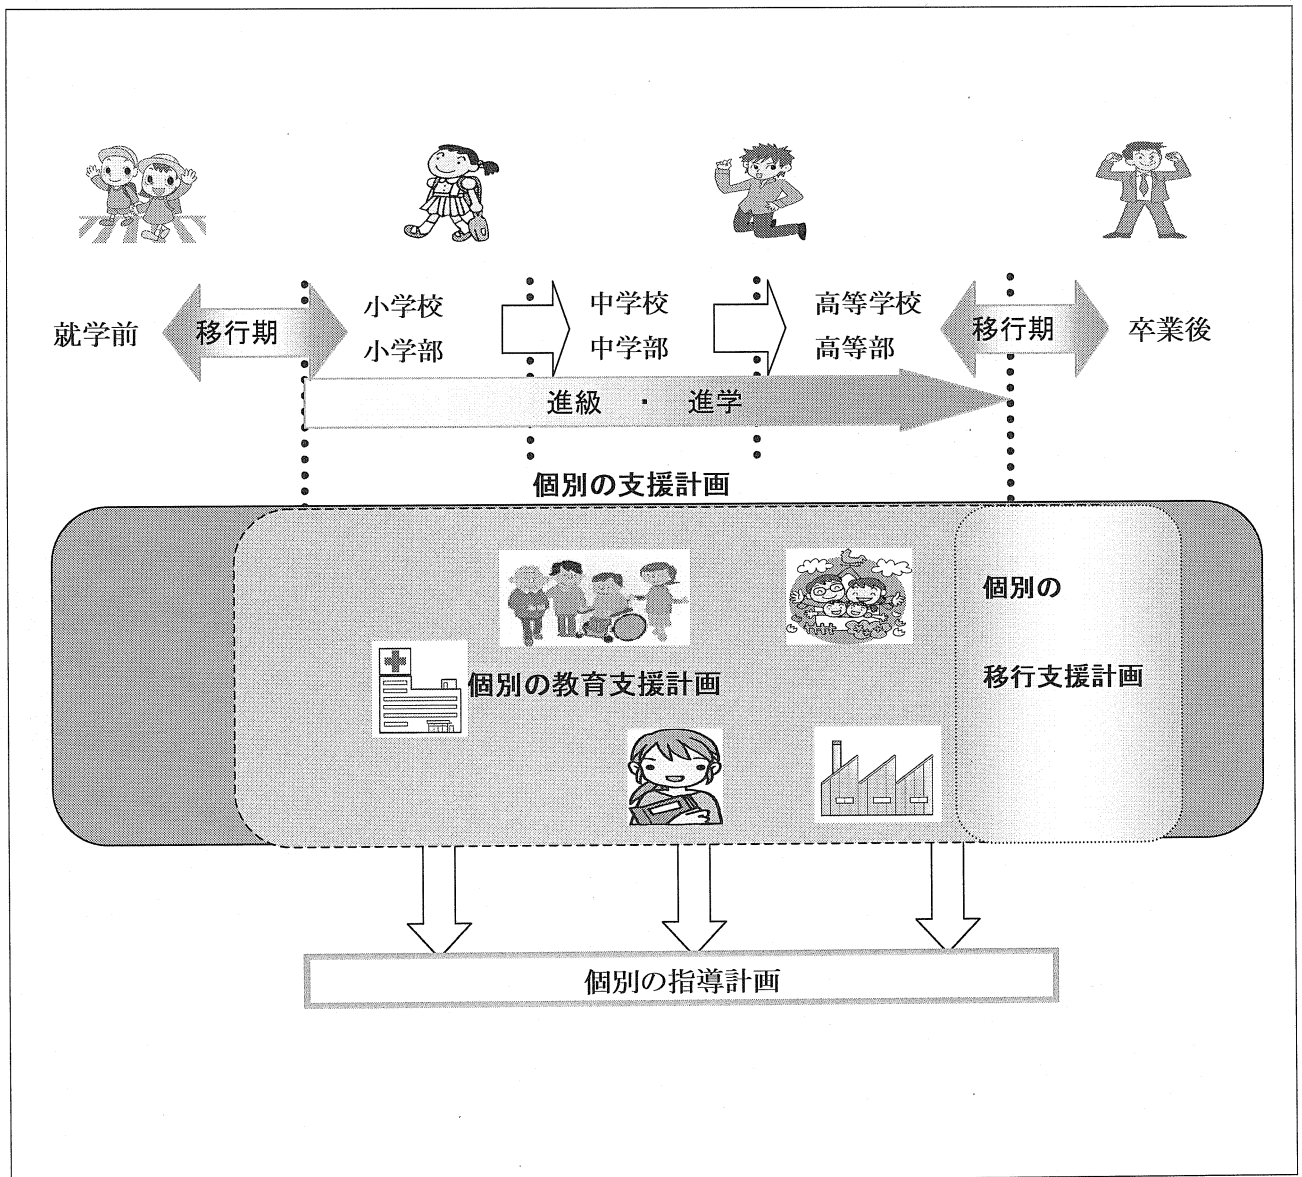 就学前
移行期
小学校
小学部
中学校
中学部
高等学校
高等部
移行期
卒業後
進級 ・ 進学
個別の支援計画
個別の教育支援計画
個別の
移行支援計画
個別の指導計画